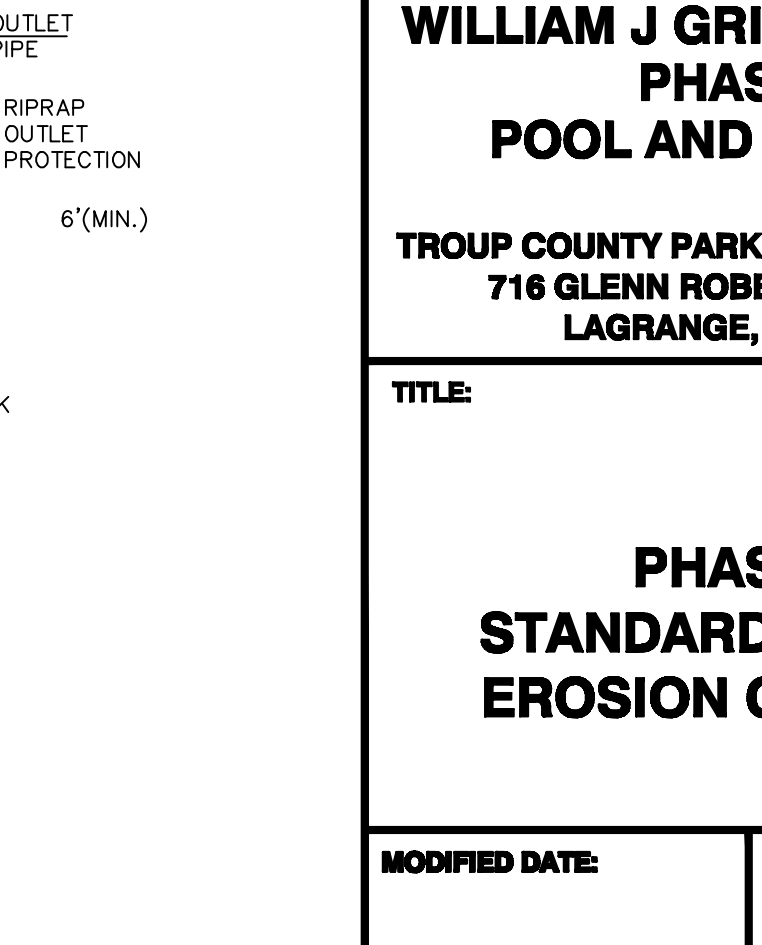 OUTLET
PIPE
RIPRAP
OUTLET
PROTECTION
6'(MIN.)
K
WILLIAM J GRI
PHAS
POOL AND
TROUP COUNTY PARK
716 GLENN ROBE
LAGRANGE,
TITLE:
PHAS
STANDARD
EROSION C
MODIFIED DATE: